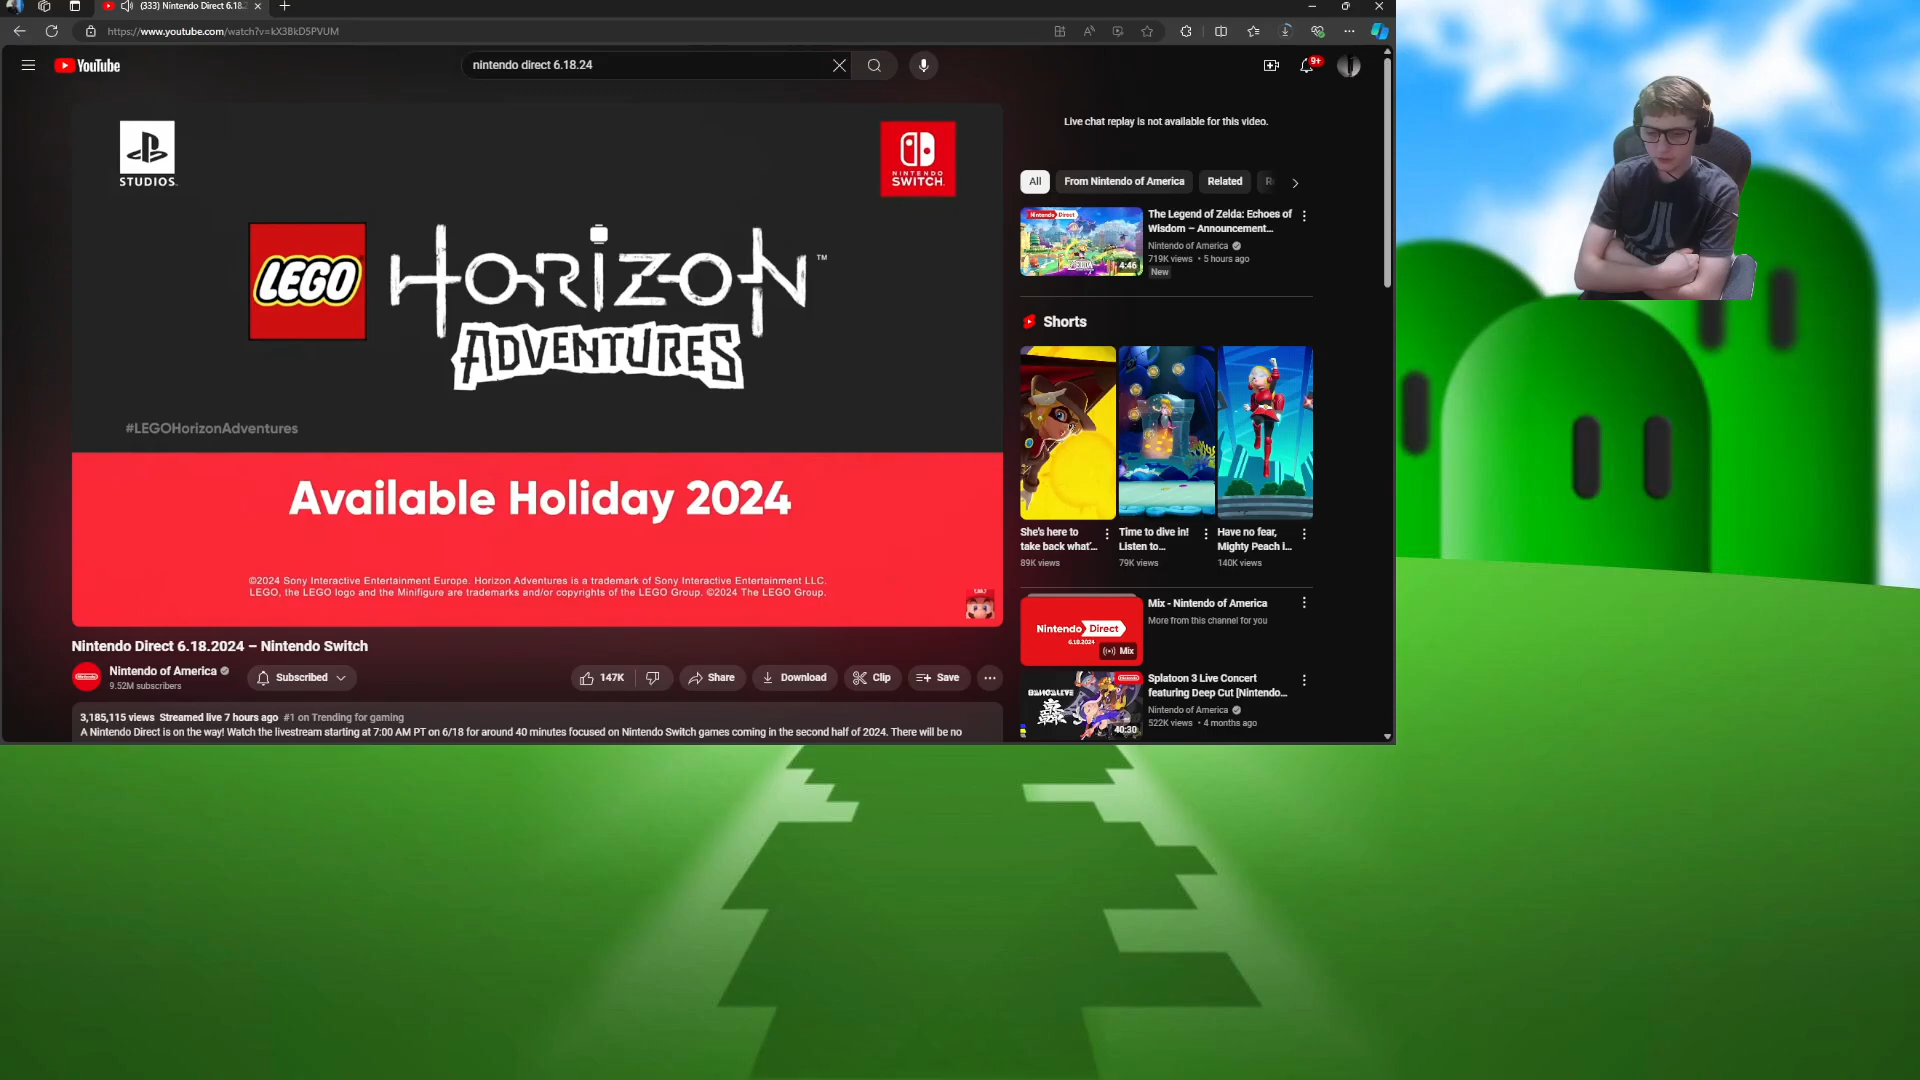 (333) Nintendo Direct 6.18.2
https://www.youtube.com/watch?v=kX3BkD5PVUM
YouTube
nintendo direct 6.18.24
9+
STUDIOS
NINTENDO
SWITCH
LEGO
HORIZON™
ADVENTURES
#LEGOHorizonAdventures
Available Holiday 2024
©2024 Sony Interactive Entertainment Europe. Horizon Adventures is a trademark of Sony Interactive Entertainment LLC.
LEGO, the LEGO logo and the Minifigure are trademarks and/or copyrights of the LEGO Group. ©2024 The LEGO Group.
Nintendo Direct 6.18.2024 – Nintendo Switch
Nintendo of America
9.52M subscribers
Subscribed
147K
Share
Download
Clip
Save
3,185,115 views Streamed live 7 hours ago #1 on Trending for gaming
A Nintendo Direct is on the way! Watch the livestream starting at 7:00 AM PT on 6/18 for around 40 minutes focused on Nintendo Switch games coming in the second half of 2024. There will be no
Live chat replay is not available for this video.
All
From Nintendo of America
Related
Nintendo Direct
ZELDA
4:46
The Legend of Zelda: Echoes of
Wisdom – Announcement...
Nintendo of America
719K views • 5 hours ago
New
Shorts
She's here to
take back what'...
89K views
Time to dive in!
Listen to...
79K views
Have no fear,
Mighty Peach i...
140K views
Nintendo Direct
6.18.2024
Mix
Mix - Nintendo of America
More from this channel for you
40:30
Splatoon 3 Live Concert
featuring Deep Cut [Nintendo...
Nintendo of America
522K views • 4 months ago